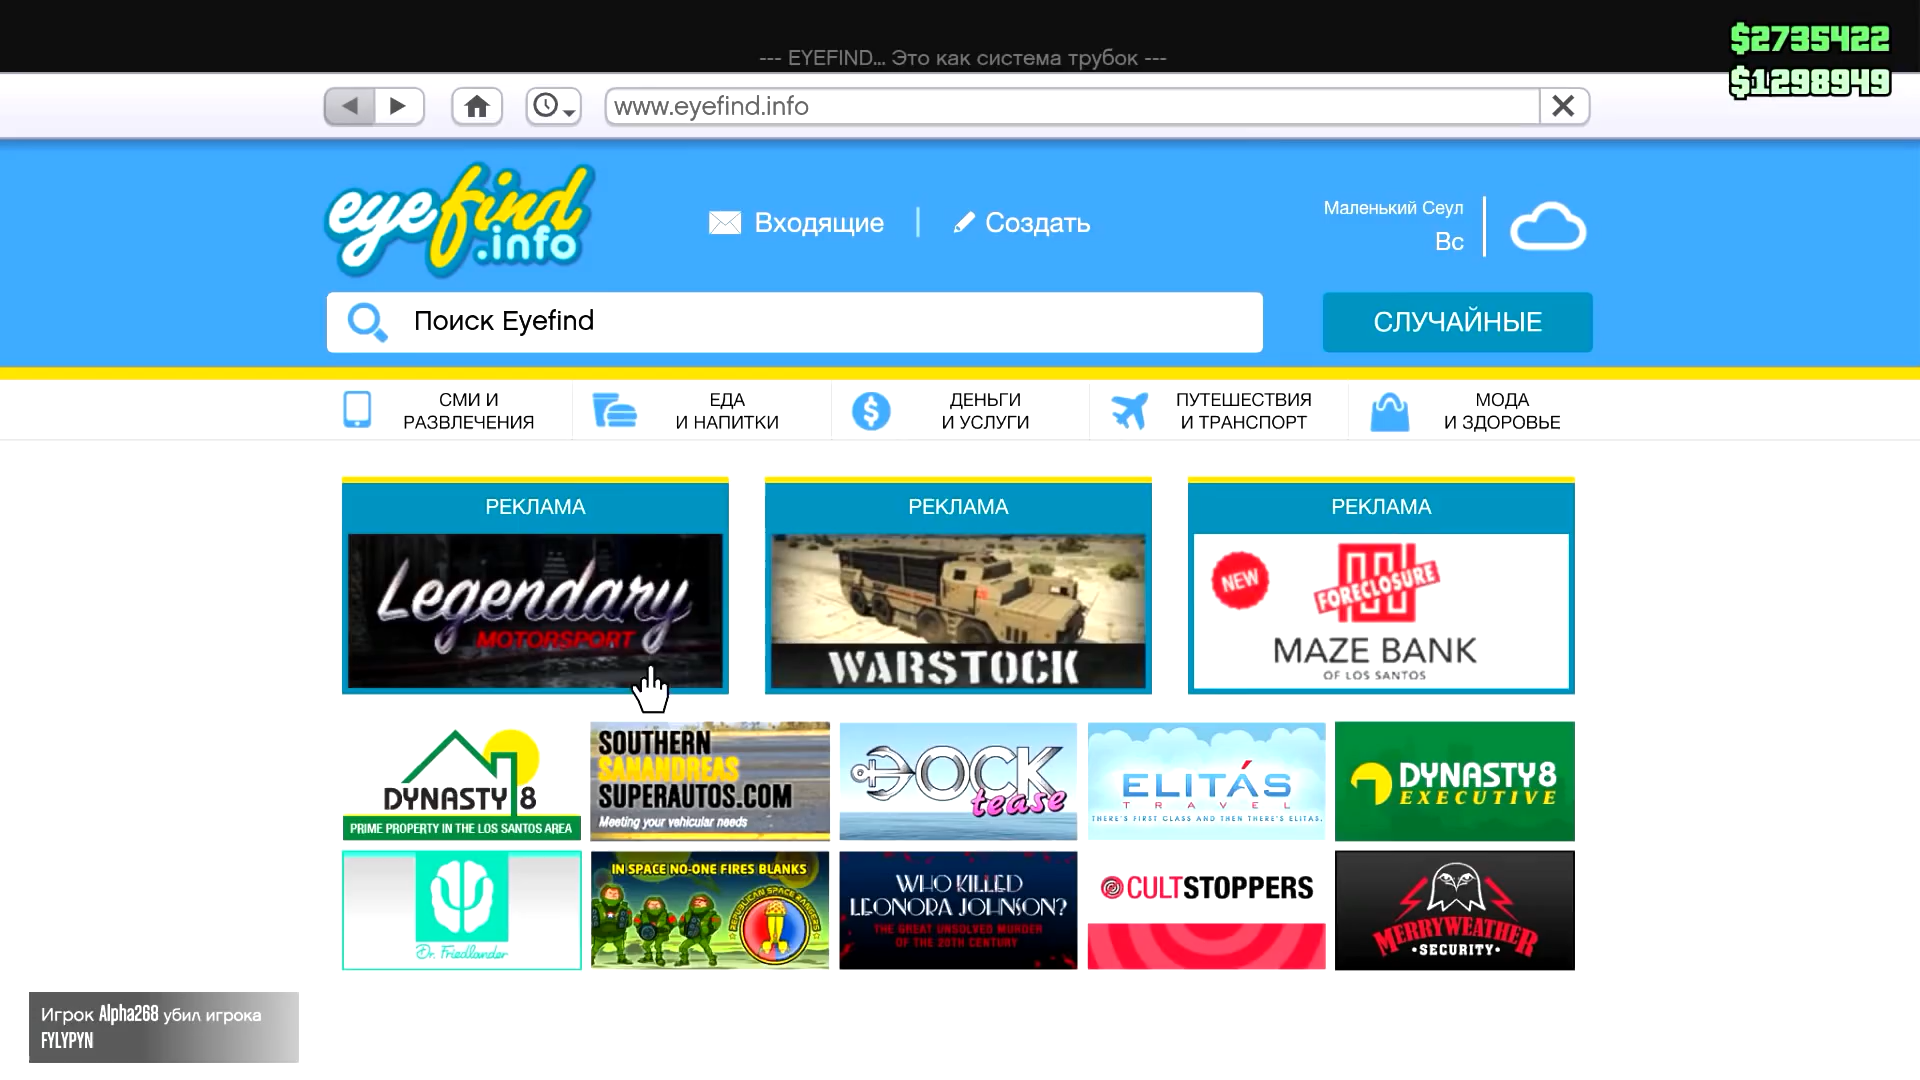 $2735422
--- EYEFIND... Это как система трубок ---
$1298949
www.eyefind.info
eyefind
.info
Входящие
Создать
Маленький Сеул
Вс
Поиск Eyefind
СЛУЧАЙНЫЕ
СМИ И
РАЗВЛЕЧЕНИЯ
ЕДА
И НАПИТКИ
ДЕНЬГИ
И УСЛУГИ
ПУТЕШЕСТВИЯ
И ТРАНСПОРТ
МОДА
И ЗДОРОВЬЕ
РЕКЛАМА
Legendary
MOTORSPORT
РЕКЛАМА
WARSTOCK
РЕКЛАМА
NEW
FORECLOSURE
MAZE BANK
OF LOS SANTOS
DYNASTY 8
PRIME PROPERTY IN THE LOS SANTOS AREA
SOUTHERN
SANANDREAS
SUPERAUTOS.COM
Meeting your vehicular needs
DOCK
tease
ELITÁS
TRAVEL
THERE'S FIRST CLASS AND THEN THERE'S ELITAS.
DYNASTY8
EXECUTIVE
Dr. Friedlander
IN SPACE NO-ONE FIRES BLANKS
REPUBLICAN SPACE RANGERS
WHO KILLED
LEONORA JOHNSON?
THE GREAT UNSOLVED MURDER
OF THE 20TH CENTURY
CULTSTOPPERS
MERRYWEATHER
SECURITY
Игрок Alpha268 убил игрока
FYLYPYN